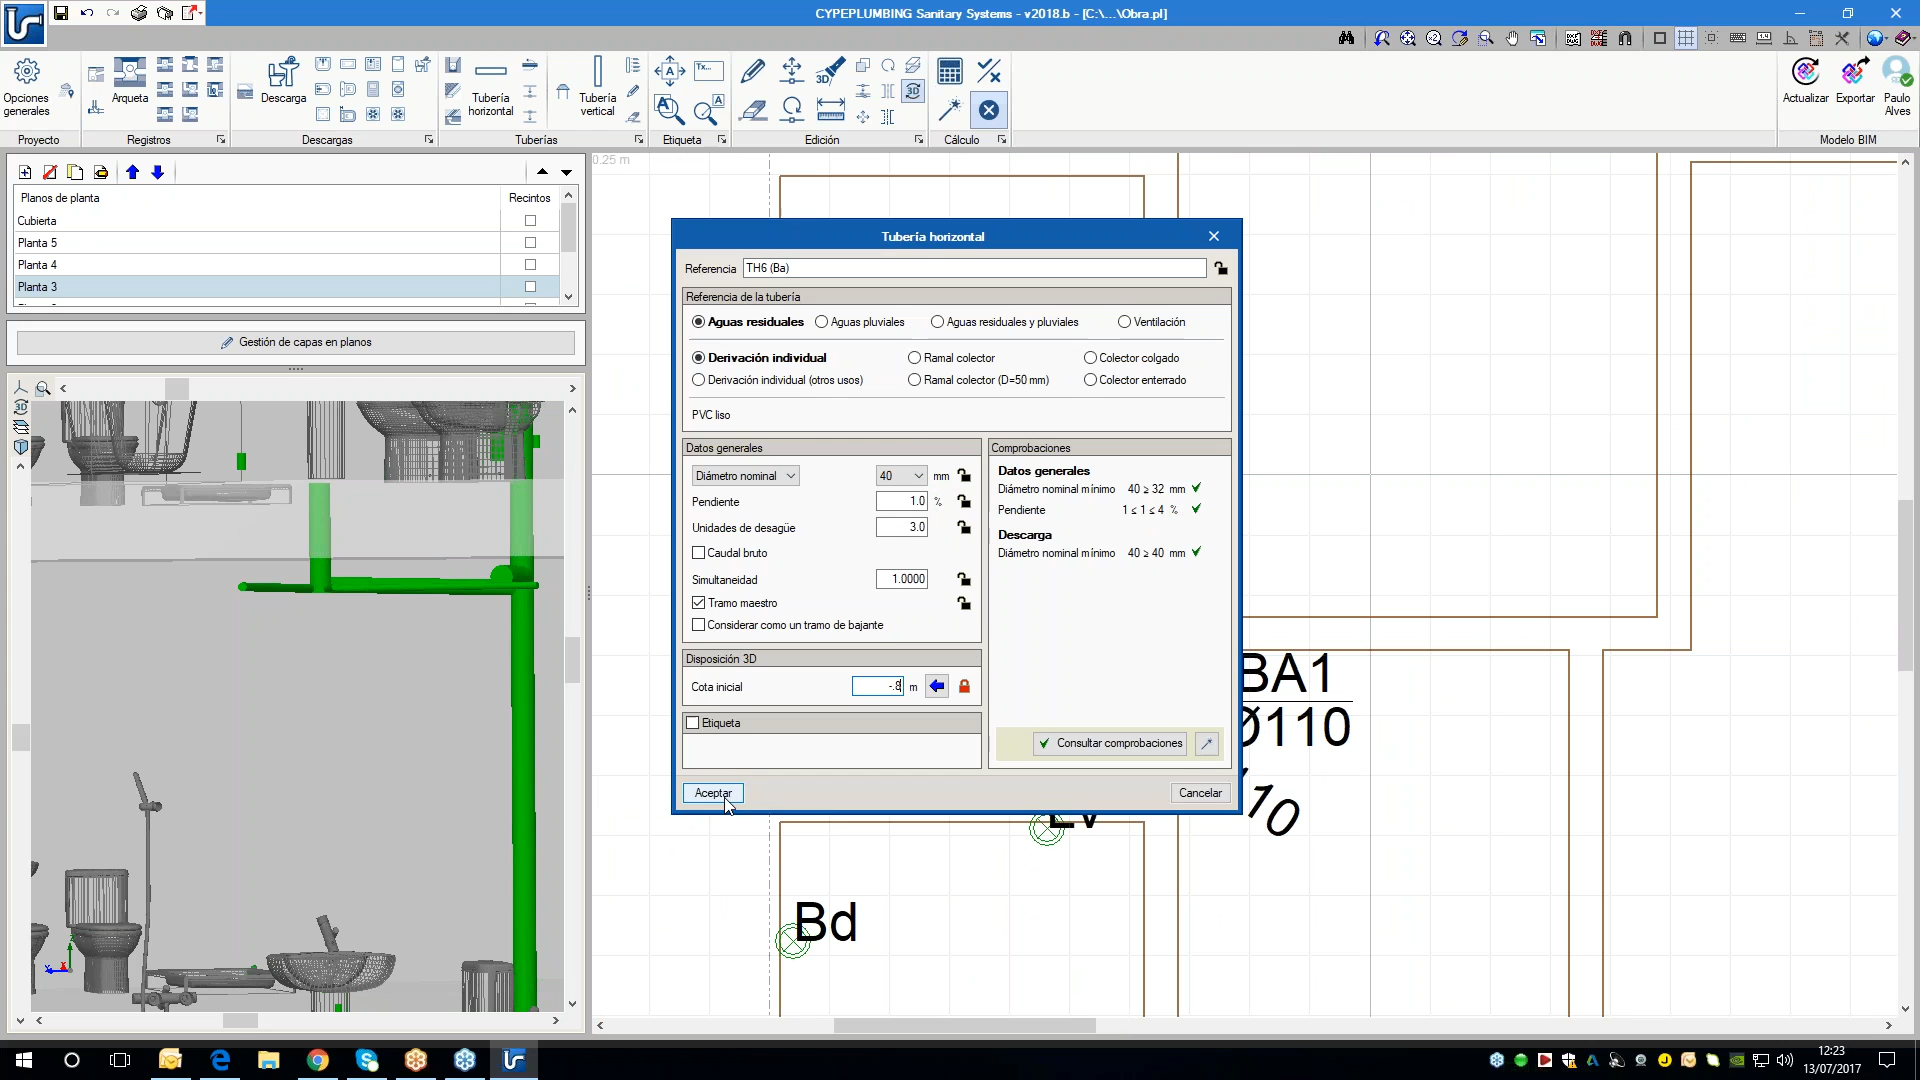 CYPEPLUMBING Sanitary Systems - v2018.b - [C:\...\Obra.pl]
Opciones generales
Arqueta
Descarga
Tubería horizontal
Tubería vertical
Tx...
Actualizar
Exportar
Paulo Alves
Proyecto
Registros
Descargas
Tuberías
Etiqueta
Edición
Cálculo
Modelo BIM
Planos de planta
Recintos
Cubierta
Planta 5
Planta 4
Planta 3
Gestión de capas en planos
0.25 m
Tubería horizontal
Referencia
TH6 (Ba)
Referencia de la tubería
Aguas residuales
Aguas pluviales
Aguas residuales y pluviales
Ventilación
Derivación individual
Ramal colector
Colector colgado
Derivación individual (otros usos)
Ramal colector (D=50 mm)
Colector enterrado
PVC liso
Datos generales
Diámetro nominal
40
mm
Pendiente
1.0
%
Unidades de desagüe
3.0
Caudal bruto
Simultaneidad
1.0000
Tramo maestro
Considerar como un tramo de bajante
Disposición 3D
Cota inicial
-.8
m
Etiqueta
Comprobaciones
Datos generales
Diámetro nominal mínimo 40 ≥ 32 mm
Pendiente 1 ≤ 1 ≤ 4 %
Descarga
Diámetro nominal mínimo 40 ≥ 40 mm
Consultar comprobaciones
Aceptar
Cancelar
BA1
Ø110
Lv
Bd
12:23
13/07/2017